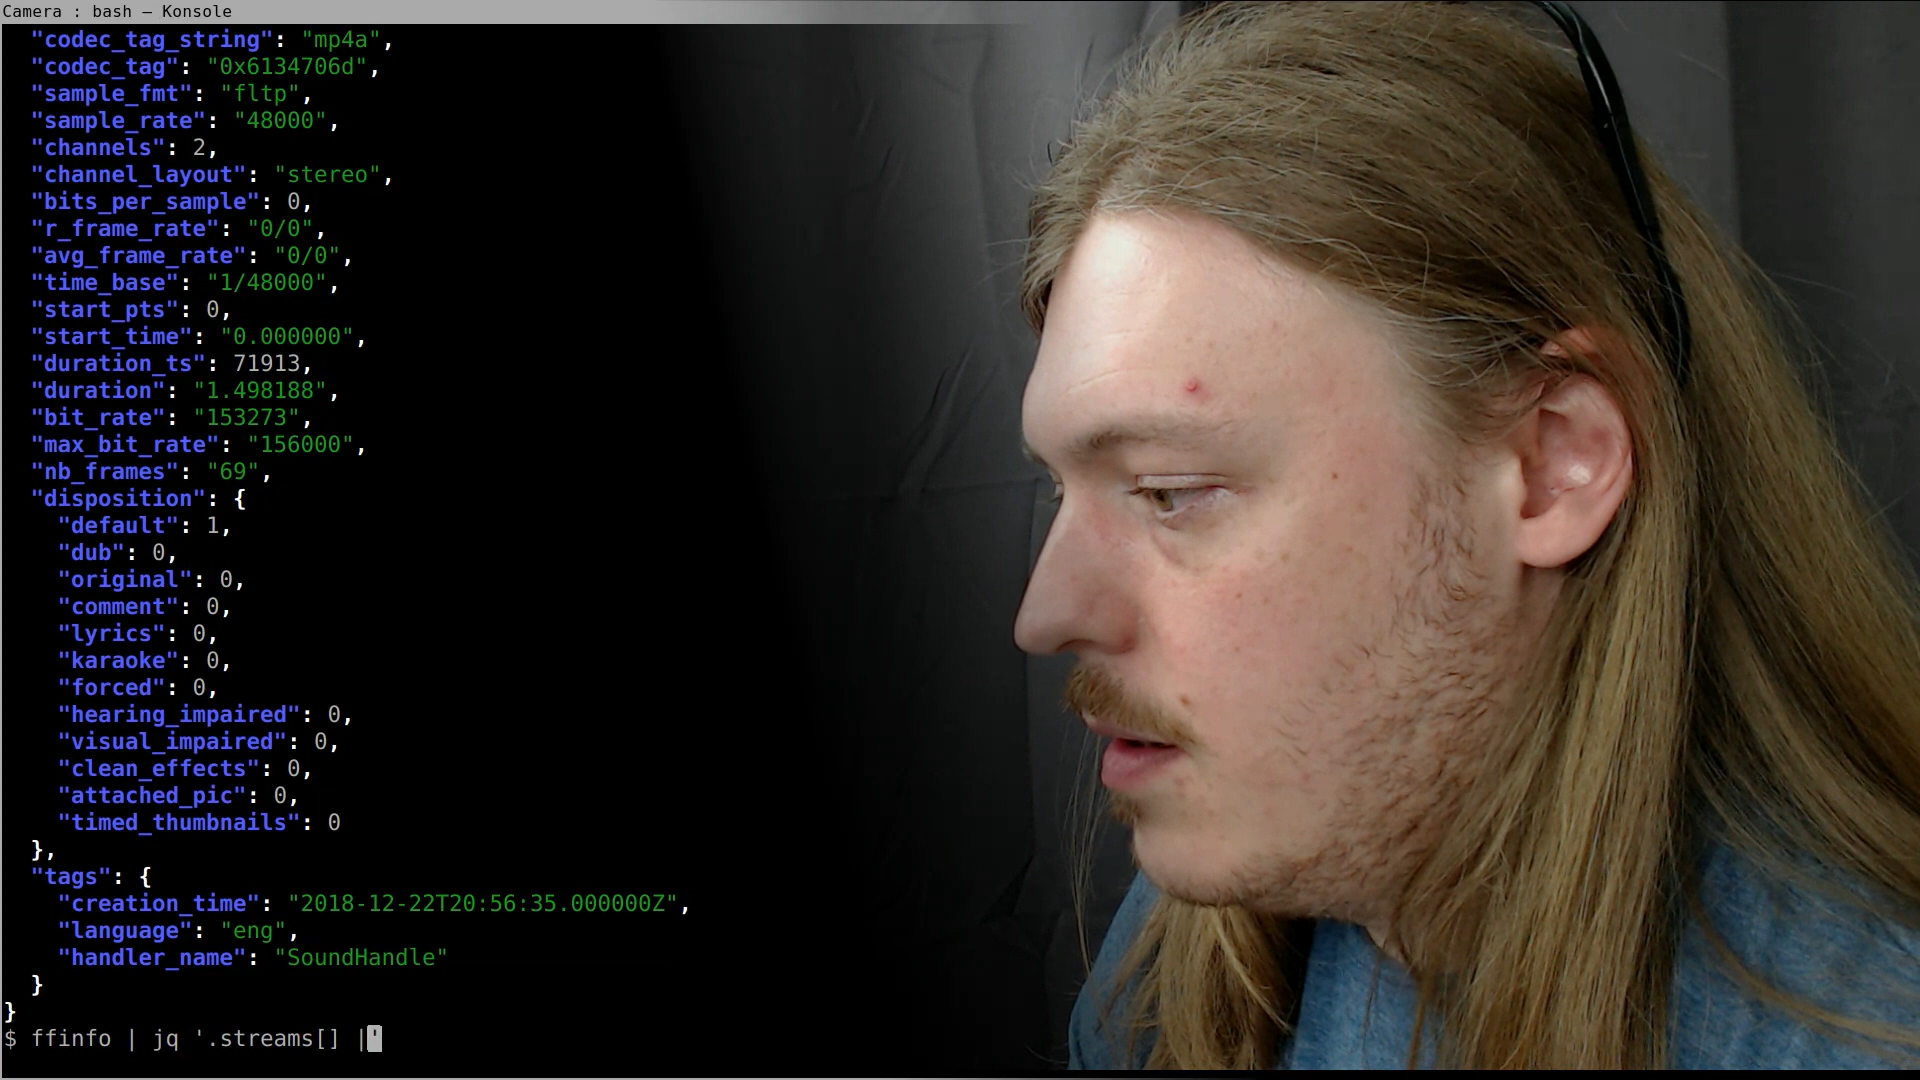 Camera : bash — Konsole
"codec_tag_string": "mp4a",
"codec_tag": "0x6134706d",
"sample_fmt": "fltp",
"sample_rate": "48000",
"channels": 2,
"channel_layout": "stereo",
"bits_per_sample": 0,
"r_frame_rate": "0/0",
"avg_frame_rate": "0/0",
"time_base": "1/48000",
"start_pts": 0,
"start_time": "0.000000",
"duration_ts": 71913,
"duration": "1.498188",
"bit_rate": "153273",
"max_bit_rate": "156000",
"nb_frames": "69",
"disposition": {
"default": 1,
"dub": 0,
"original": 0,
"comment": 0,
"lyrics": 0,
"karaoke": 0,
"forced": 0,
"hearing_impaired": 0,
"visual_impaired": 0,
"clean_effects": 0,
"attached_pic": 0,
"timed_thumbnails": 0
},
"tags": {
"creation_time": "2018-12-22T20:56:35.000000Z",
"language": "eng",
"handler_name": "SoundHandle"
}
}
$ ffinfo | jq '.streams[] |'